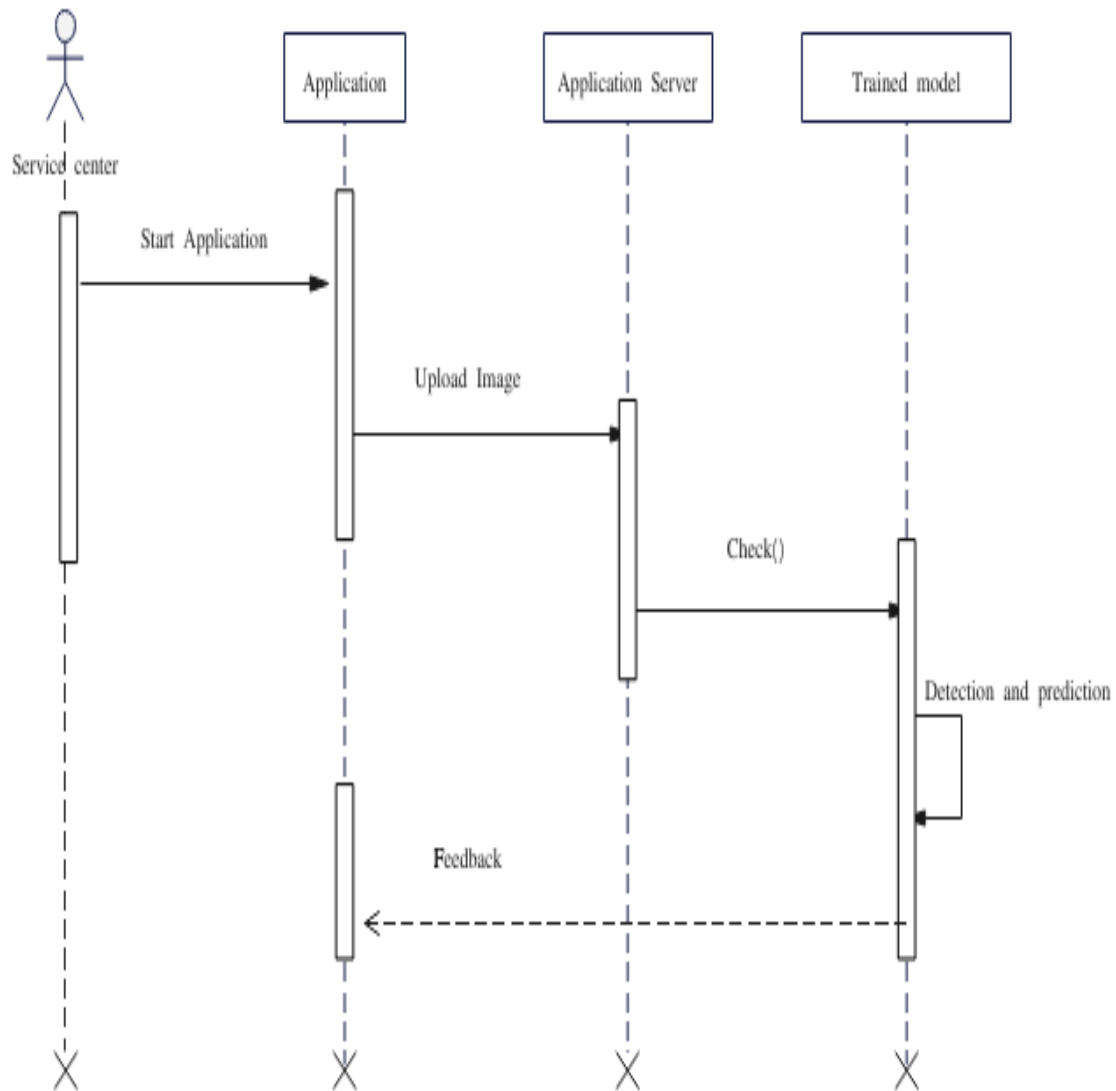 Application
Application Server
Trained model
Service center
Start Application
Upload Image
Check()
Detection and prediction
Feedback